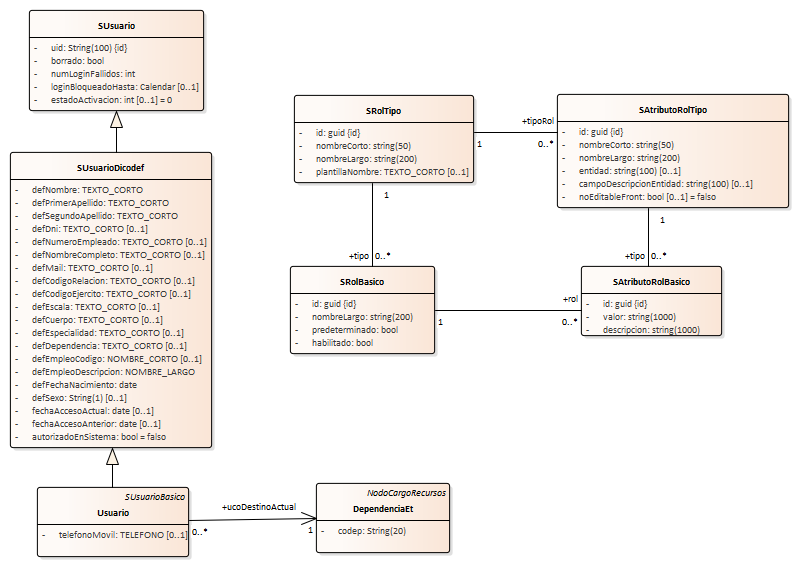 SUsuario
- uid: String(100) {id}
- borrado: bool
- numLoginFallidos: int
- loginBloqueadoHasta: Calendar [0..1]
- estadoActivacion: int [0..1] = 0
SUsuarioDicodef
- defNombre: TEXTO_CORTO
- defPrimerApellido: TEXTO_CORTO
- defSegundoApellido: TEXTO_CORTO
- defDni: TEXTO_CORTO [0..1]
- defNumeroEmpleado: TEXTO_CORTO [0..1]
- defNombreCompleto: TEXTO_CORTO [0..1]
- defMail: TEXTO_CORTO [0..1]
- defCodigoRelacion: TEXTO_CORTO [0..1]
- defCodigoEjercito: TEXTO_CORTO [0..1]
- defEscala: TEXTO_CORTO [0..1]
- defCuerpo: TEXTO_CORTO [0..1]
- defEspecialidad: TEXTO_CORTO [0..1]
- defDependencia: TEXTO_CORTO [0..1]
- defEmpleoCodigo: NOMBRE_CORTO [0..1]
- defEmpleoDescripcion: NOMBRE_LARGO
- defFechaNacimiento: date
- defSexo: String(1) [0..1]
- fechaAccesoActual: date [0..1]
- fechaAccesoAnterior: date [0..1]
- autorizadoEnSistema: bool = falso
SUsuarioBasico
Usuario
- telefonoMovil: TELEFONO [0..1]
+ucoDestinoActual
0..*
1
NodoCargoRecursos
DependenciaEt
- codep: String(20)
SRolTipo
- id: guid {id}
- nombreCorto: string(50)
- nombreLargo: string(200)
- plantillaNombre: TEXTO_CORTO [0..1]
+tipoRol
1
0..*
SAtributoRolTipo
- id: guid {id}
- nombreCorto: string(50)
- nombreLargo: string(200)
- entidad: string(100) [0..1]
- campoDescripcionEntidad: string(100) [0..1]
- noEditableFront: bool [0..1] = falso
1
+tipo 0..*
1
+tipo 0..*
SRolBasico
- id: guid {id}
- nombreLargo: string(200)
- predeterminado: bool
- habilitado: bool
+rol
1
0..*
SAtributoRolBasico
- id: guid {id}
- valor: string(1000)
- descripcion: string(1000)